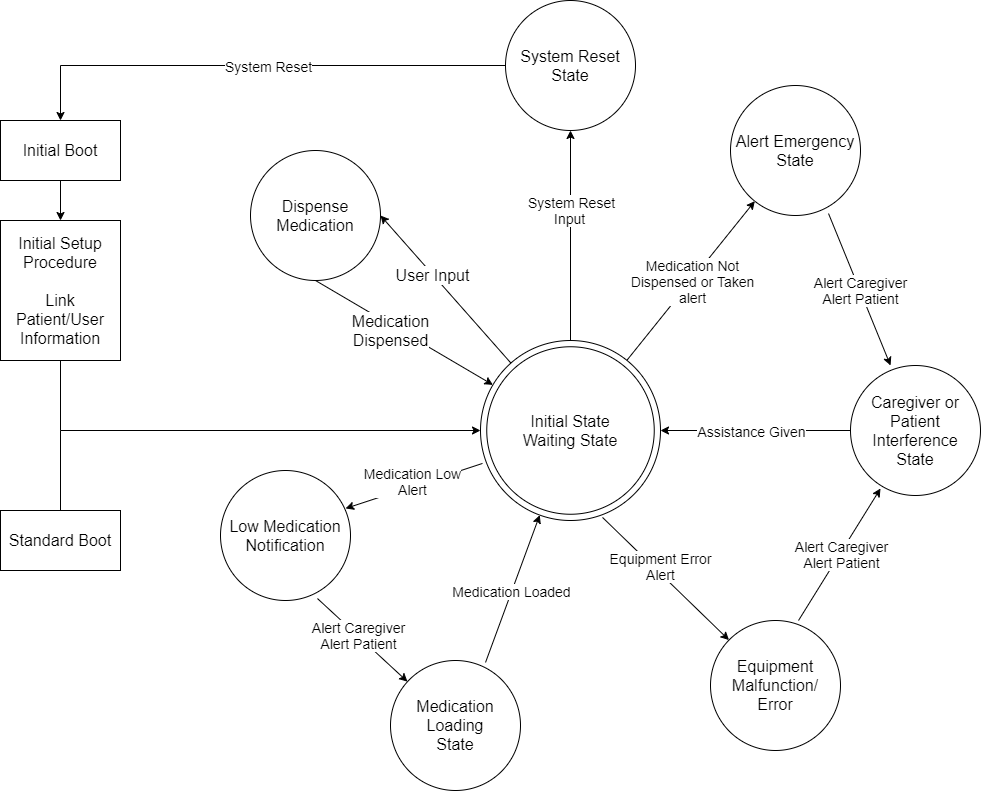 System Reset
State
System Reset
Initial Boot
Alert Emergency
State
Dispense
Medication
System Reset
Input
Initial Setup
Procedure
Link
Patient/User
Information
User Input
Medication Not
Dispensed or Taken
alert
Alert Caregiver
Alert Patient
Medication
Dispensed
Initial State
Waiting State
Assistance Given
Caregiver or
Patient
Interference
State
Medication Low
Alert
Low Medication
Notification
Standard Boot
Equipment Error
Alert
Alert Caregiver
Alert Patient
Medication Loaded
Alert Caregiver
Alert Patient
Medication
Loading
State
Equipment
Malfunction/
Error